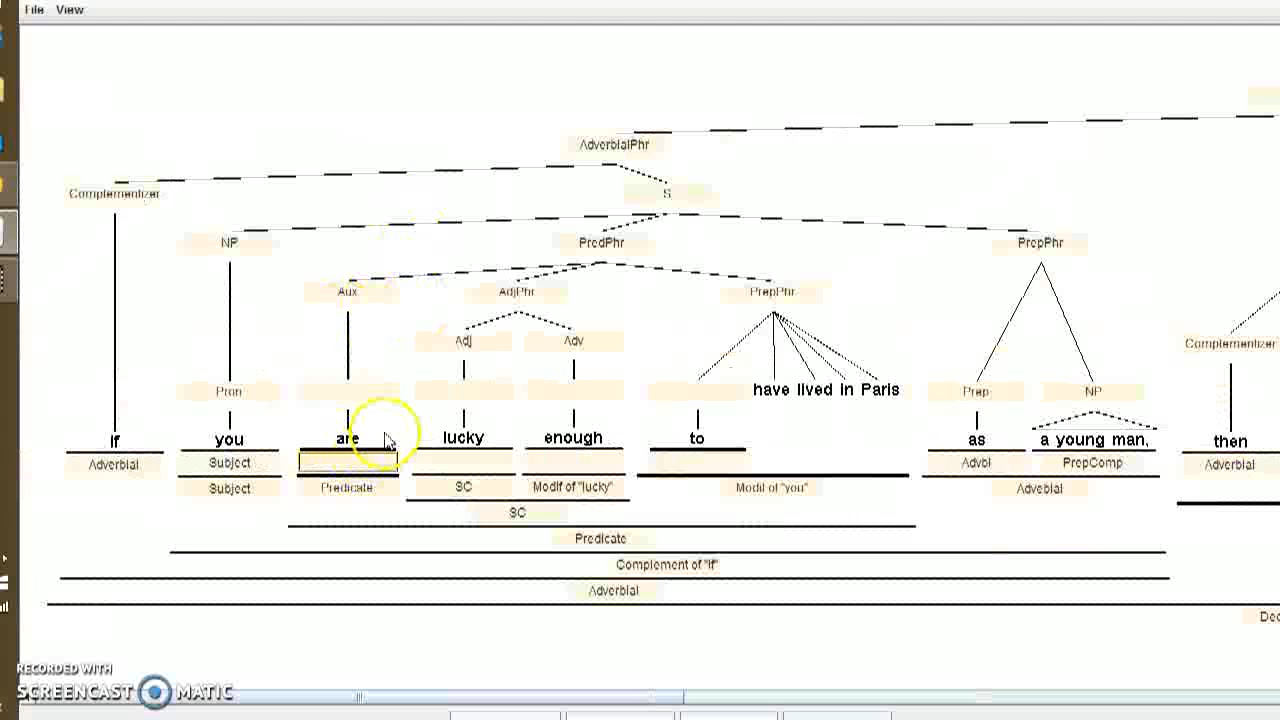 File View
AdverbialPhr
Complementizer S
NP PredPhr PrepPhr
Aux AdjPhr PrepPhr
Adj Adv Complementizer
Pron have lived in Paris Prep NP
If you are lucky enough to as a young man, then
Adverbial Subject Advbl PrepComp Adverbial
Subject Predicate SC Modif of "lucky" Modif of "you" Adveblal
SC
Predicate
Complement of "If"
Adverbial
Dec
RECORDED WITH
SCREENCAST MATIC